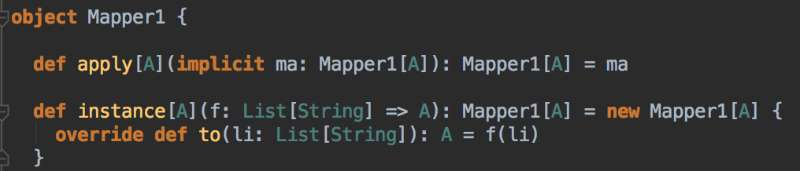 object Mapper1 {
def apply[A](implicit ma: Mapper1[A]): Mapper1[A] = ma
def instance[A](f: List[String] => A): Mapper1[A] = new Mapper1[A] {
override def to(li: List[String]): A = f(li)
}